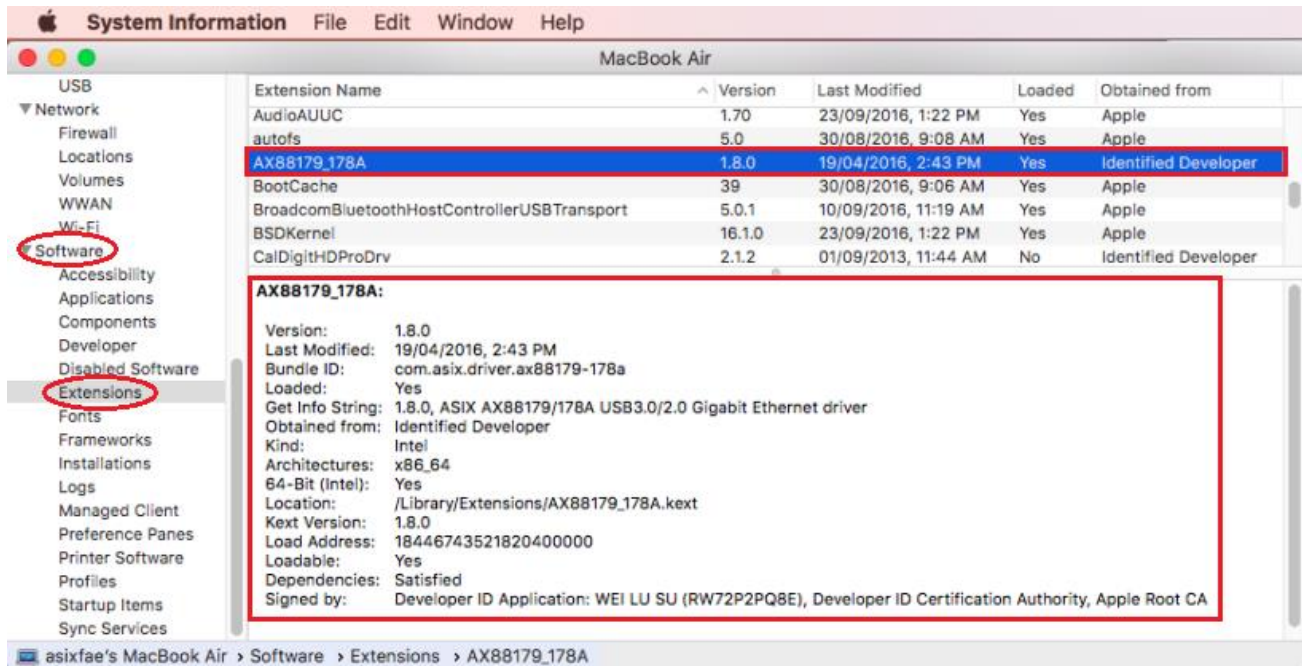 System Information File Edit Window Help
MacBook Air
USB
Network
Firewall
Locations
Volumes
WWAN
Wi-Fi
Software
Accessibility
Applications
Components
Developer
Disabled Software
Extensions
Fonts
Frameworks
Installations
Logs
Managed Client
Preference Panes
Printer Software
Profiles
Startup Items
Sync Services
Extension Name Version Last Modified Loaded Obtained from
AudioAUUC 1.70 23/09/2016, 1:22 PM Yes Apple
autofs 5.0 30/08/2016, 9:08 AM Yes Apple
AX88179_178A 1.8.0 19/04/2016, 2:43 PM Yes Identified Developer
BootCache 39 30/08/2016, 9:06 AM Yes Apple
BroadcomBluetoothHostControllerUSBTransport 5.0.1 10/09/2016, 11:19 AM Yes Apple
BSDKernel 16.1.0 23/09/2016, 1:22 PM Yes Apple
CalDigitHDProDrv 2.1.2 01/09/2013, 11:44 AM No Identified Developer
AX88179_178A:
Version: 1.8.0
Last Modified: 19/04/2016, 2:43 PM
Bundle ID: com.asix.driver.ax88179-178a
Loaded: Yes
Get Info String: 1.8.0, ASIX AX88179/178A USB3.0/2.0 Gigabit Ethernet driver
Obtained from: Identified Developer
Kind: Intel
Architectures: x86_64
64-Bit (Intel): Yes
Location: /Library/Extensions/AX88179_178A.kext
Kext Version: 1.8.0
Load Address: 18446743521820400000
Loadable: Yes
Dependencies: Satisfied
Signed by: Developer ID Application: WEI LU SU (RW72P2PQ8E), Developer ID Certification Authority, Apple Root CA
asixfae's MacBook Air › Software › Extensions › AX88179_178A